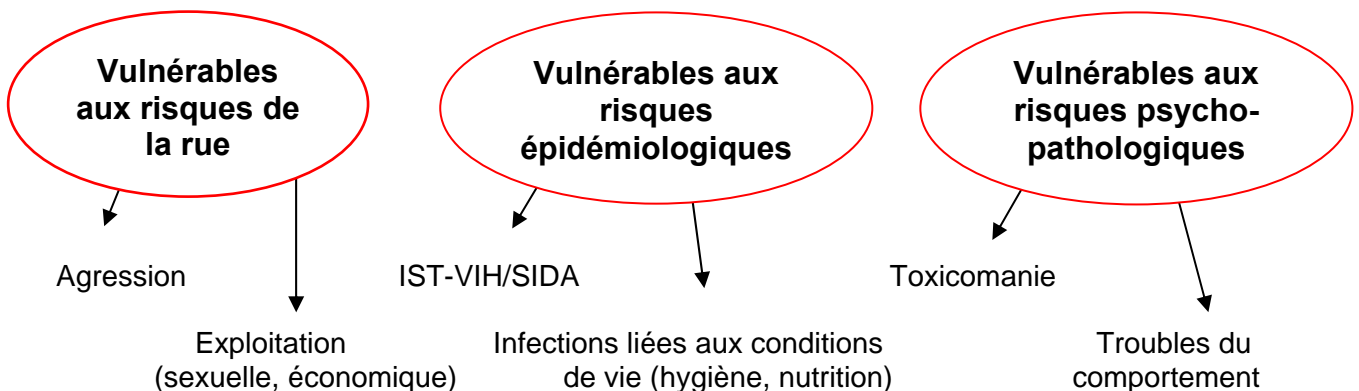 Vulnérables
aux risques de
la rue
Vulnérables aux
risques
épidémiologiques
Vulnérables aux
risques psycho-
pathologiques
Agression
IST-VIH/SIDA
Toxicomanie
Exploitation
(sexuelle, économique)
Infections liées aux conditions
de vie (hygiène, nutrition)
Troubles du
comportement